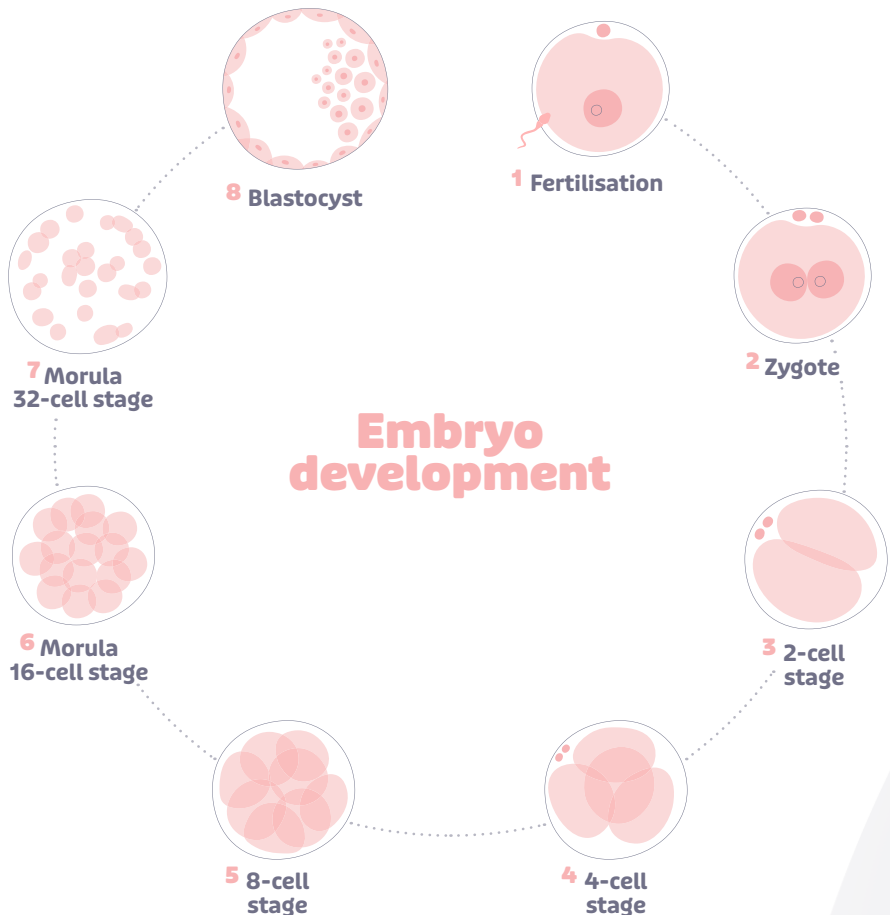 Embryo
development
1 Fertilisation
2 Zygote
3 2-cell
stage
4 4-cell
stage
5 8-cell
stage
6 Morula
16-cell stage
7 Morula
32-cell stage
8 Blastocyst